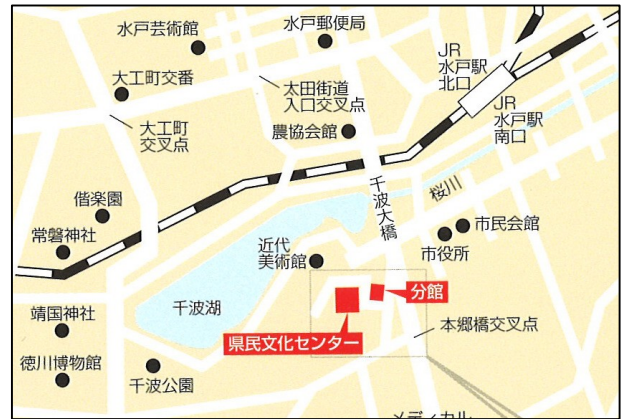 水戸芸術館
水戸郵便局
JR
水戸駅
北口
大工町交番
太田街道
入口交叉点
JR
水戸駅
南口
大工町
交叉点
農協会館
偕楽園
千波大橋
桜川
常磐神社
近代
美術館
市民会館
市役所
分館
靖国神社
千波湖
県民文化センター
本郷橋交叉点
徳川博物館
千波公園